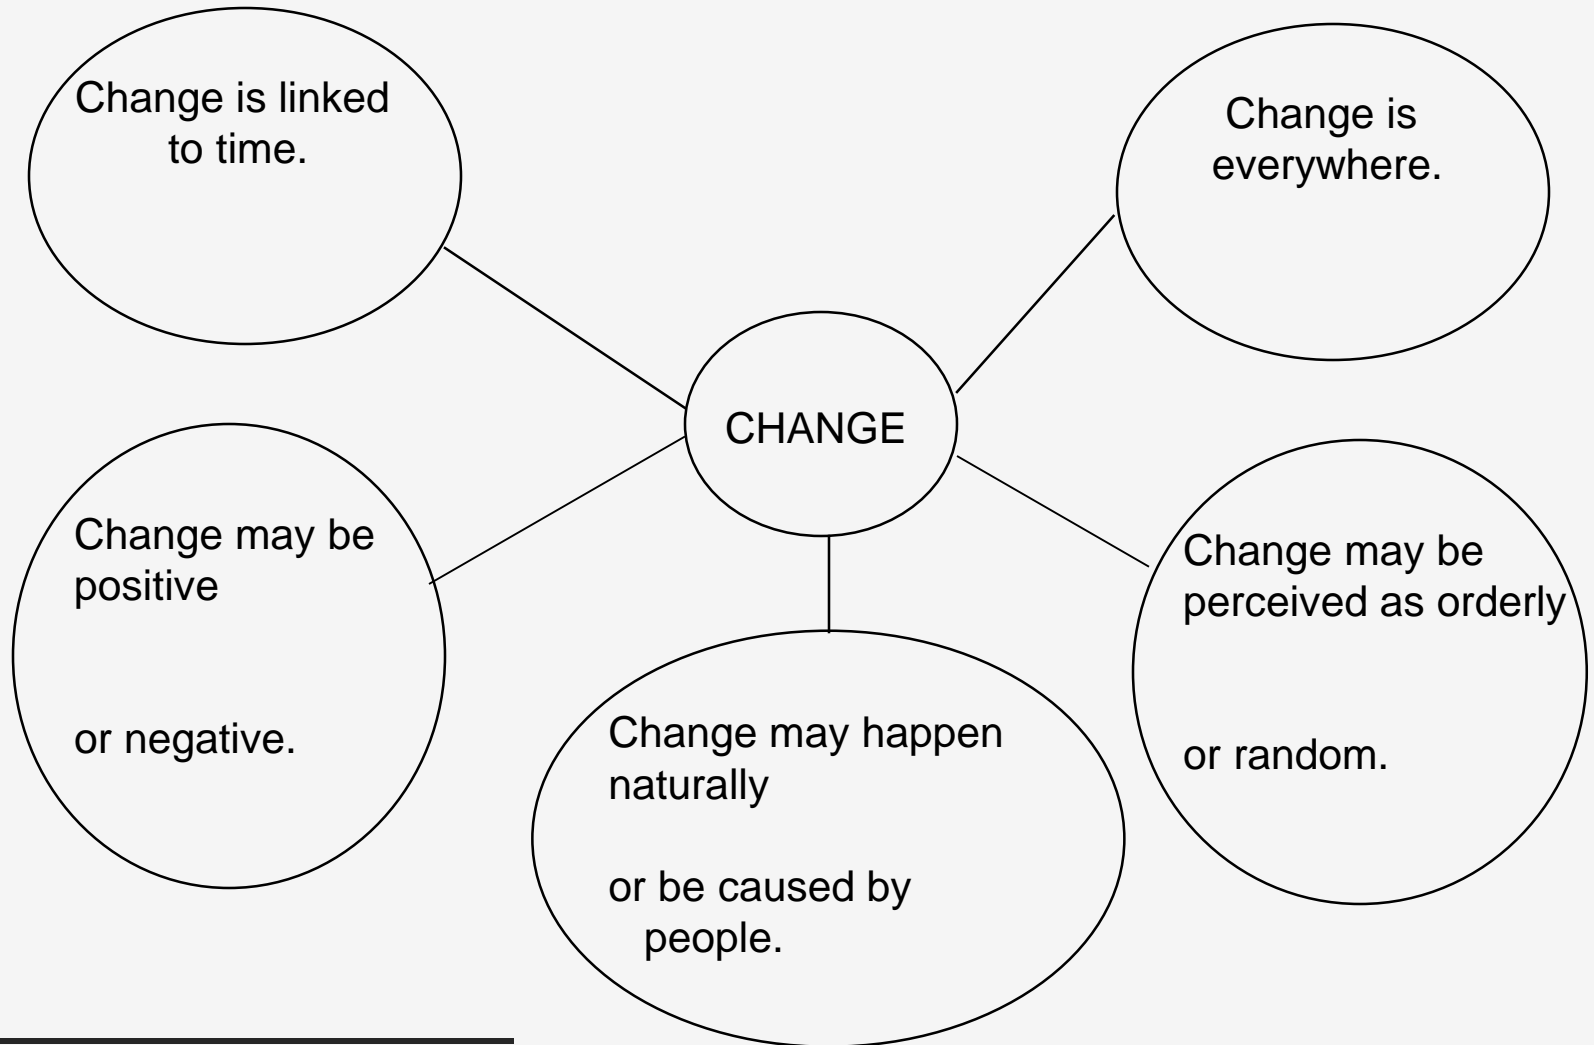 Change is linked
to time.
Change is
everywhere.
CHANGE
Change may be
positive
or negative.
Change may happen
naturally
or be caused by
people.
Change may be
perceived as orderly
or random.